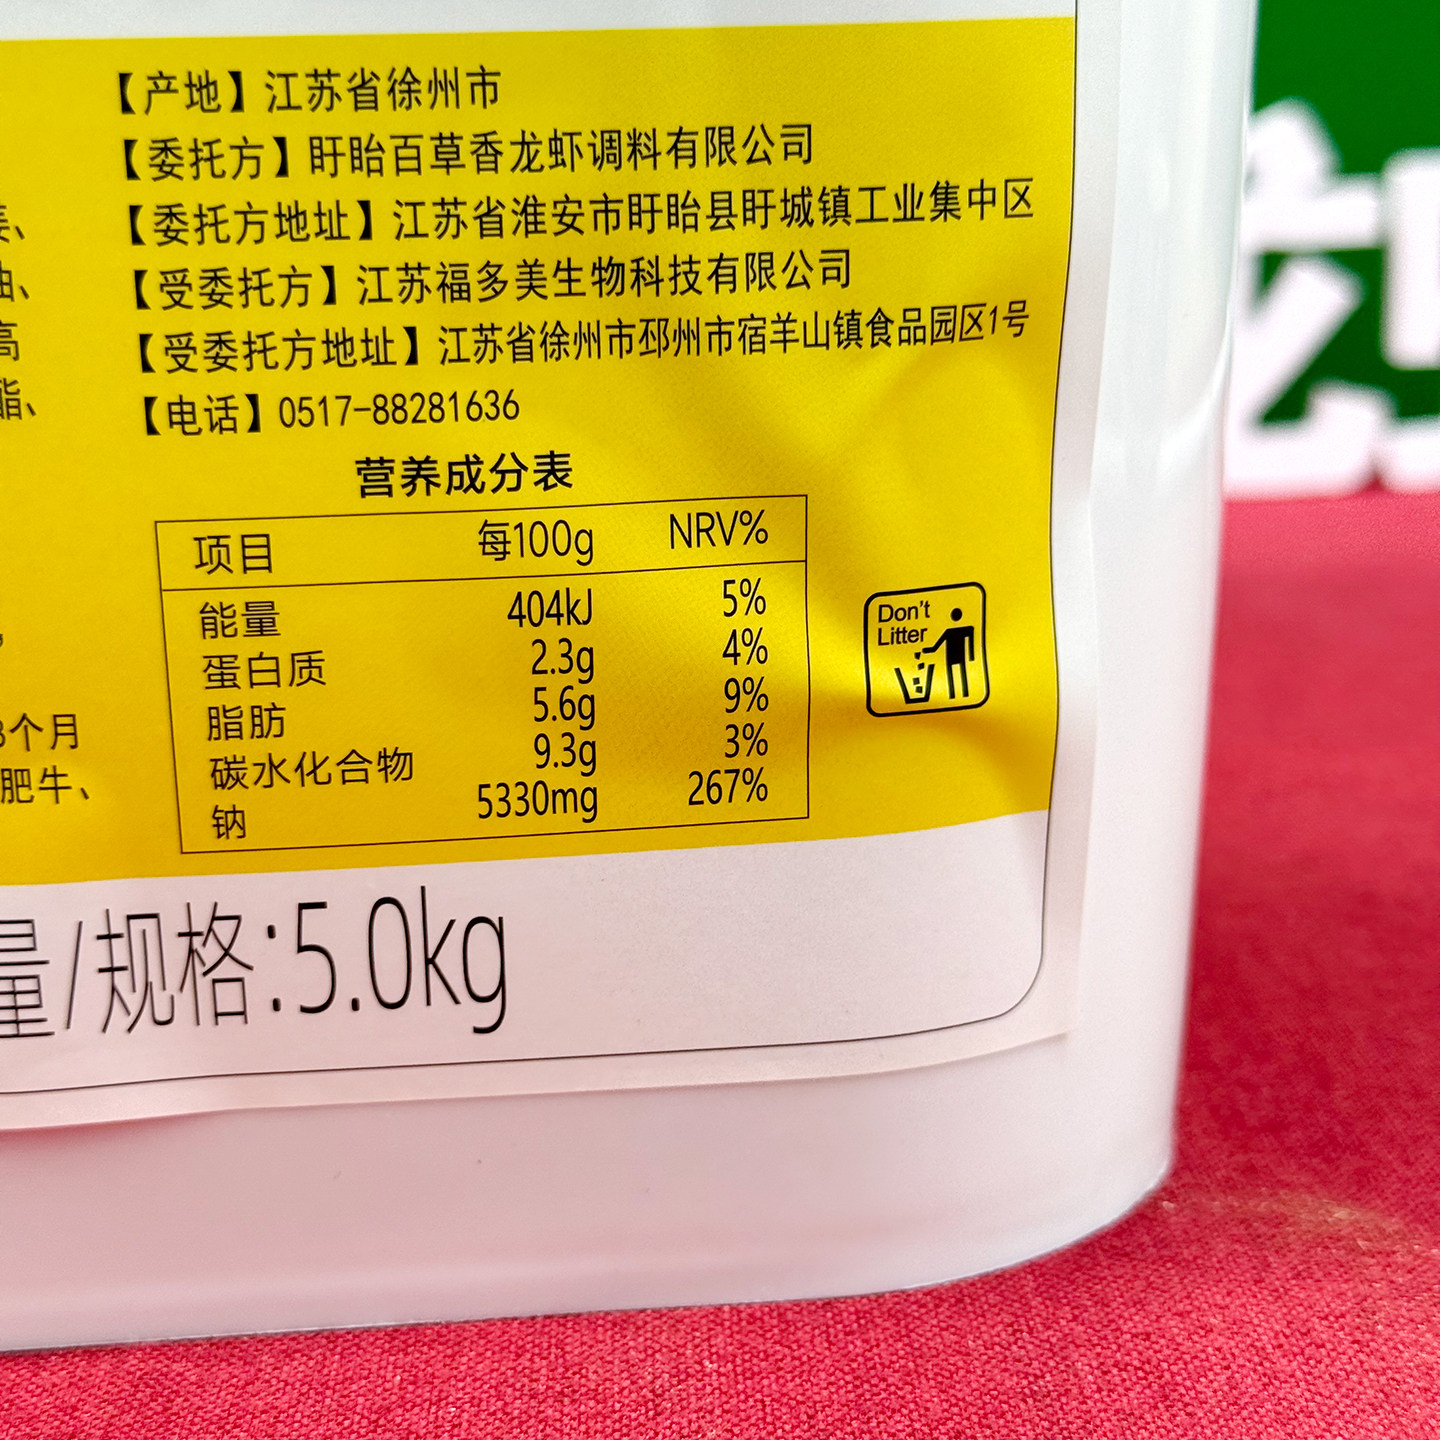 【产地】江苏省徐州市
【委托方】盱眙百草香龙虾调料有限公司
【委托方地址】江苏省淮安市盱眙县盱城镇工业集中区
【受委托方】江苏福多美生物科技有限公司
【受委托方地址】江苏省徐州市邳州市宿羊山镇食品园区1号
【电话】0517-88281636
油、
高
酯、
个月
肥牛、
营养成分表
项目 每100g NRV%
能量 404kJ 5%
蛋白质 2.3g 4%
脂肪 5.6g 9%
碳水化合物 9.3g 3%
钠 5330mg 267%
Don't
Litter
量/规格:5.0kg